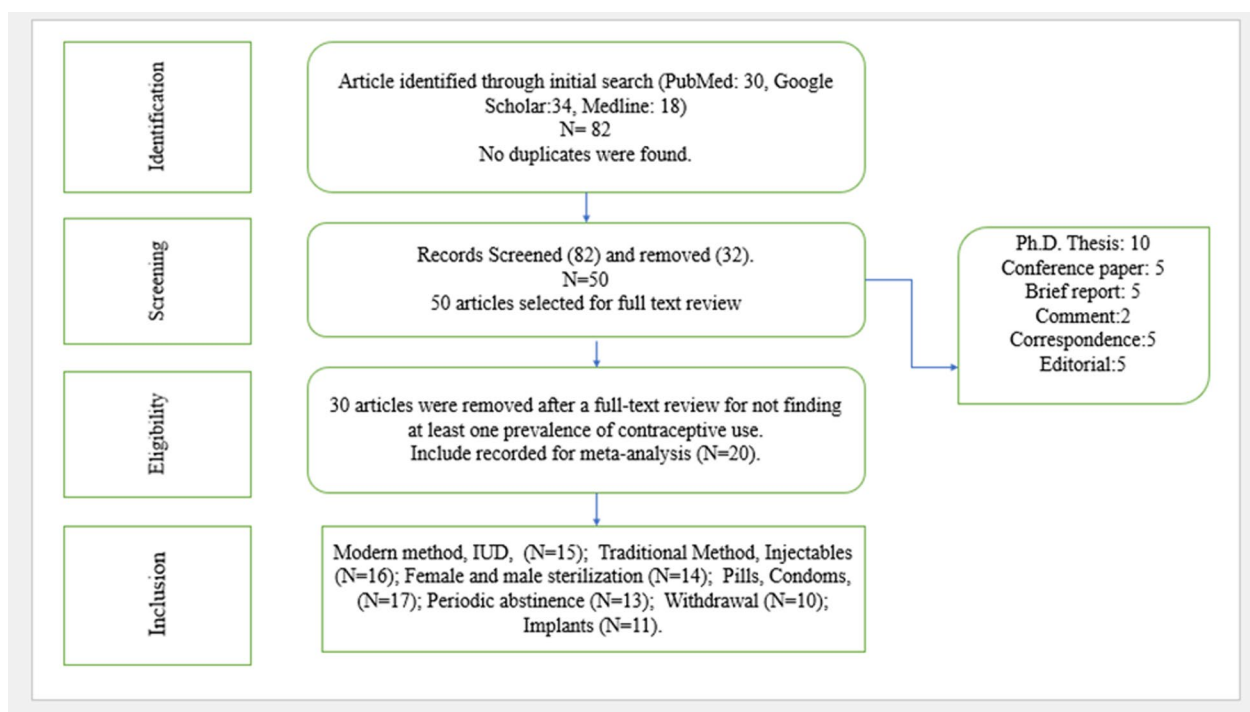 Identification
Article identified through initial search (PubMed: 30, Google
Scholar:34, Medline: 18)
N= 82
No duplicates were found.
Screening
Records Screened (82) and removed (32).
N=50
50 articles selected for full text review
Ph.D. Thesis: 10
Conference paper: 5
Brief report: 5
Comment:2
Correspondence:5
Editorial:5
Eligibility
30 articles were removed after a full-text review for not finding
at least one prevalence of contraceptive use.
Include recorded for meta-analysis (N=20).
Inclusion
Modern method, IUD, (N=15); Traditional Method, Injectables
(N=16); Female and male sterilization (N=14); Pills, Condoms,
(N=17); Periodic abstinence (N=13); Withdrawal (N=10);
Implants (N=11).